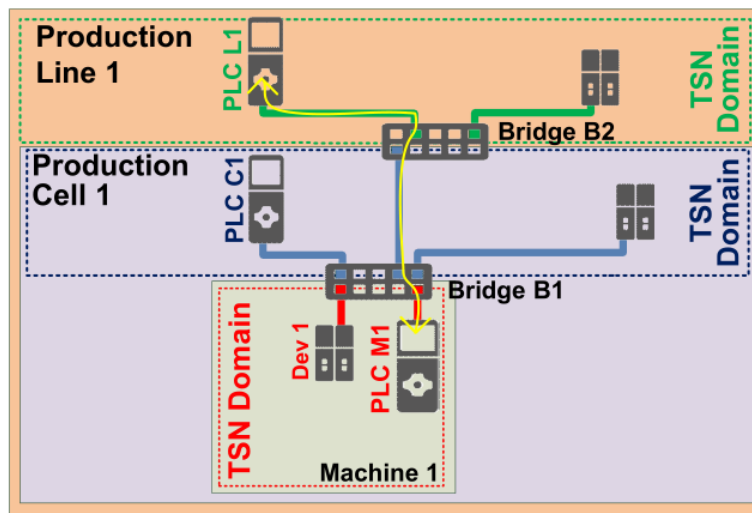 Production
Line 1
PLC L1
TSN
Domain
Bridge B2
Production
Cell 1
PLC C1
TSN
Domain
Bridge B1
TSN Domain
Dev 1
PLC M1
Machine 1